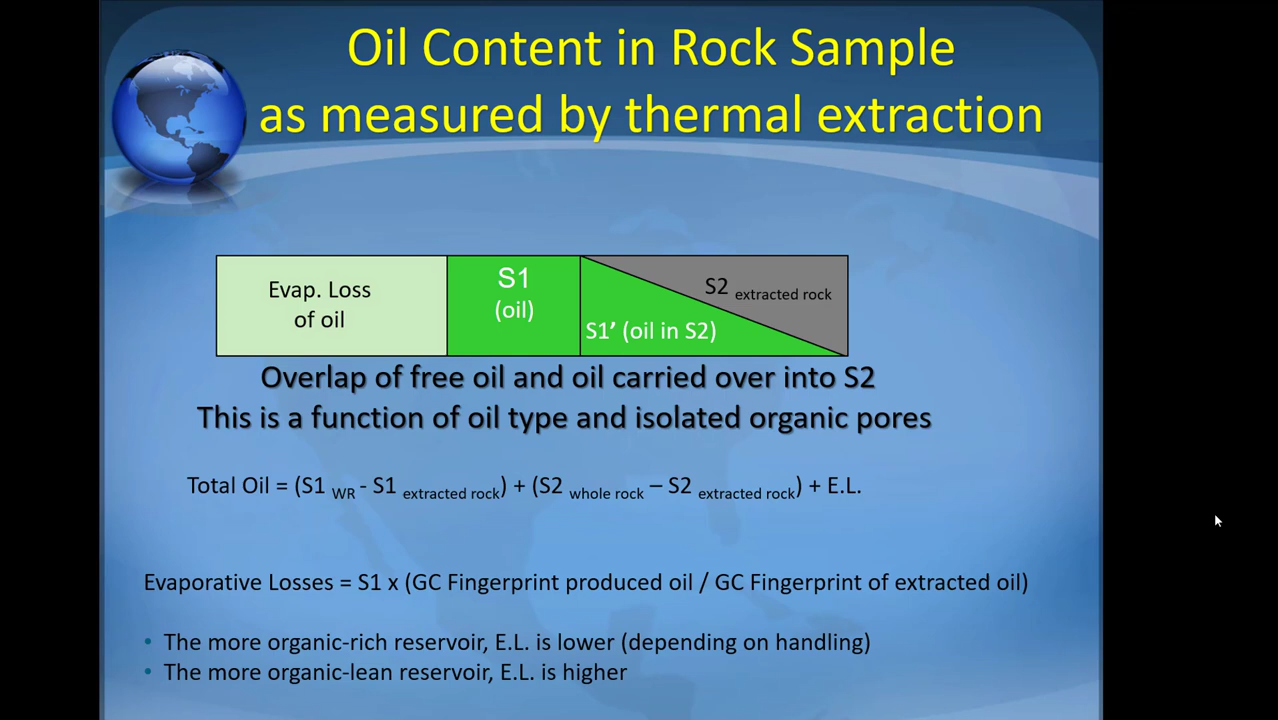 Oil Content in Rock Sample
as measured by thermal extraction
Evap. Loss
of oil
S1
(oil)
S2 extracted rock
S1’ (oil in S2)
Overlap of free oil and oil carried over into S2
This is a function of oil type and isolated organic pores
Total Oil = (S1 WR - S1 extracted rock) + (S2 whole rock – S2 extracted rock) + E.L.
Evaporative Losses = S1 x (GC Fingerprint produced oil / GC Fingerprint of extracted oil)
• The more organic-rich reservoir, E.L. is lower (depending on handling)
• The more organic-lean reservoir, E.L. is higher